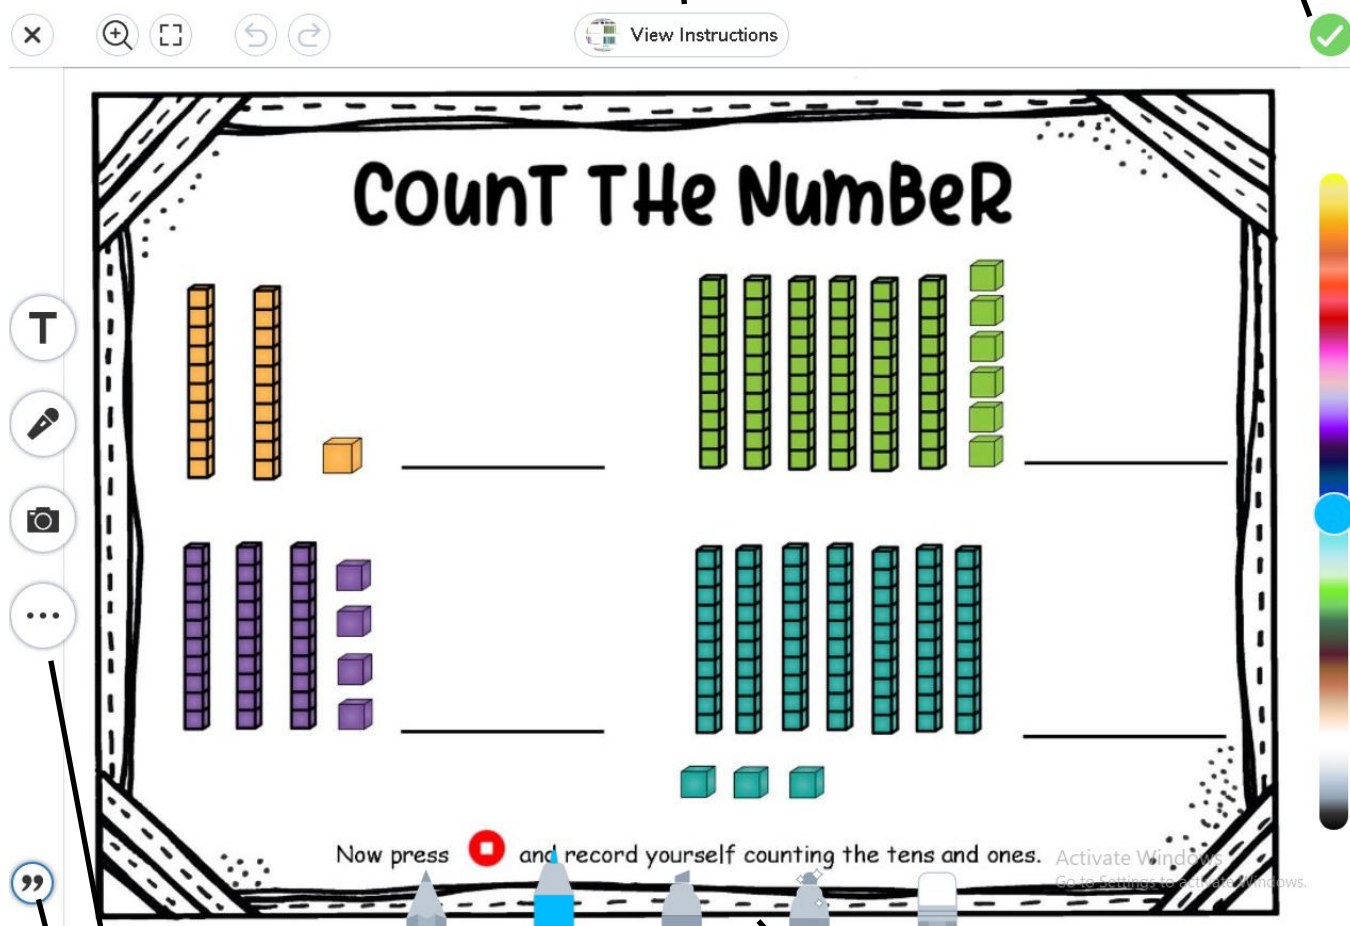 View Instructions
COunT THe NumBeR
T
Now press and record yourself counting the tens and ones.
Activate Windows
Go to Settings to activate Windows.